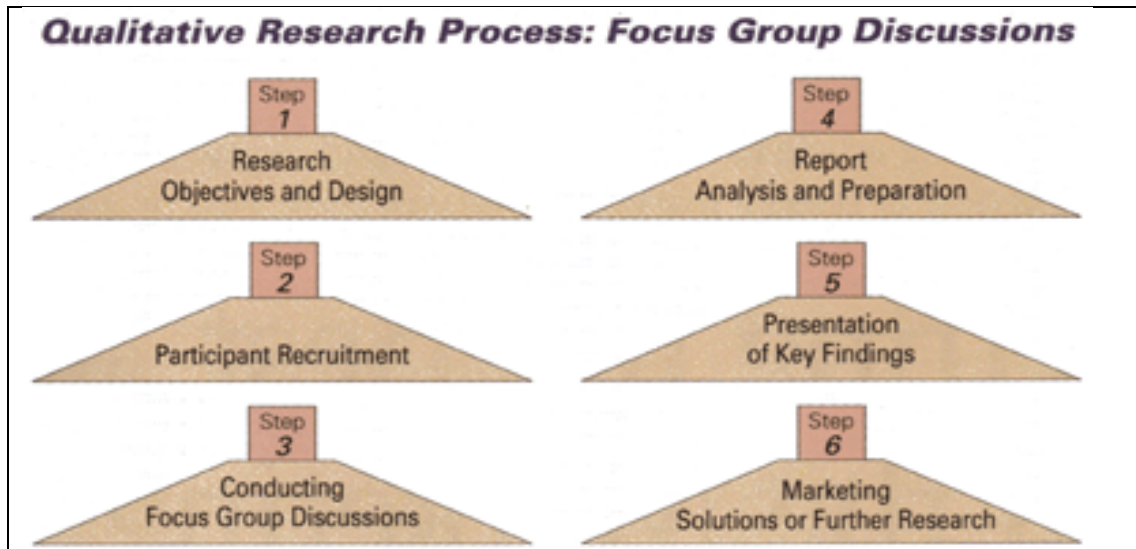 Qualitative Research Process: Focus Group Discussions
Step
1
Research
Objectives and Design
Step
2
Participant Recruitment
Step
3
Conducting
Focus Group Discussions
Step
4
Report
Analysis and Preparation
Step
5
Presentation
of Key Findings
Step
6
Marketing
Solutions or Further Research